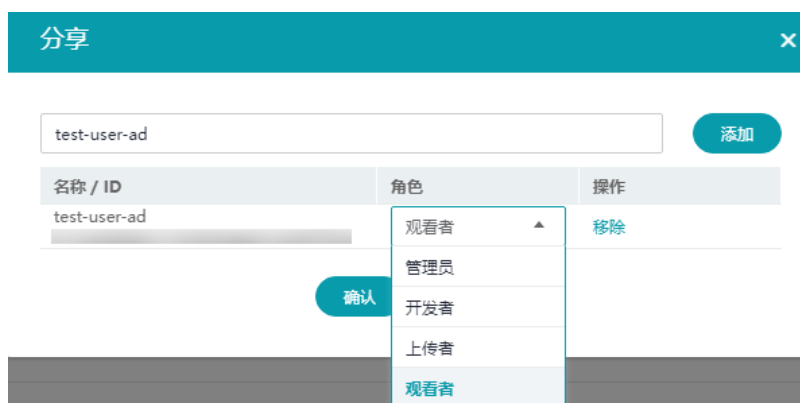 分享
×
test-user-ad
添加
名称 / ID
角色
操作
test-user-ad
观看者
移除
管理员
确认
开发者
上传者
观看者